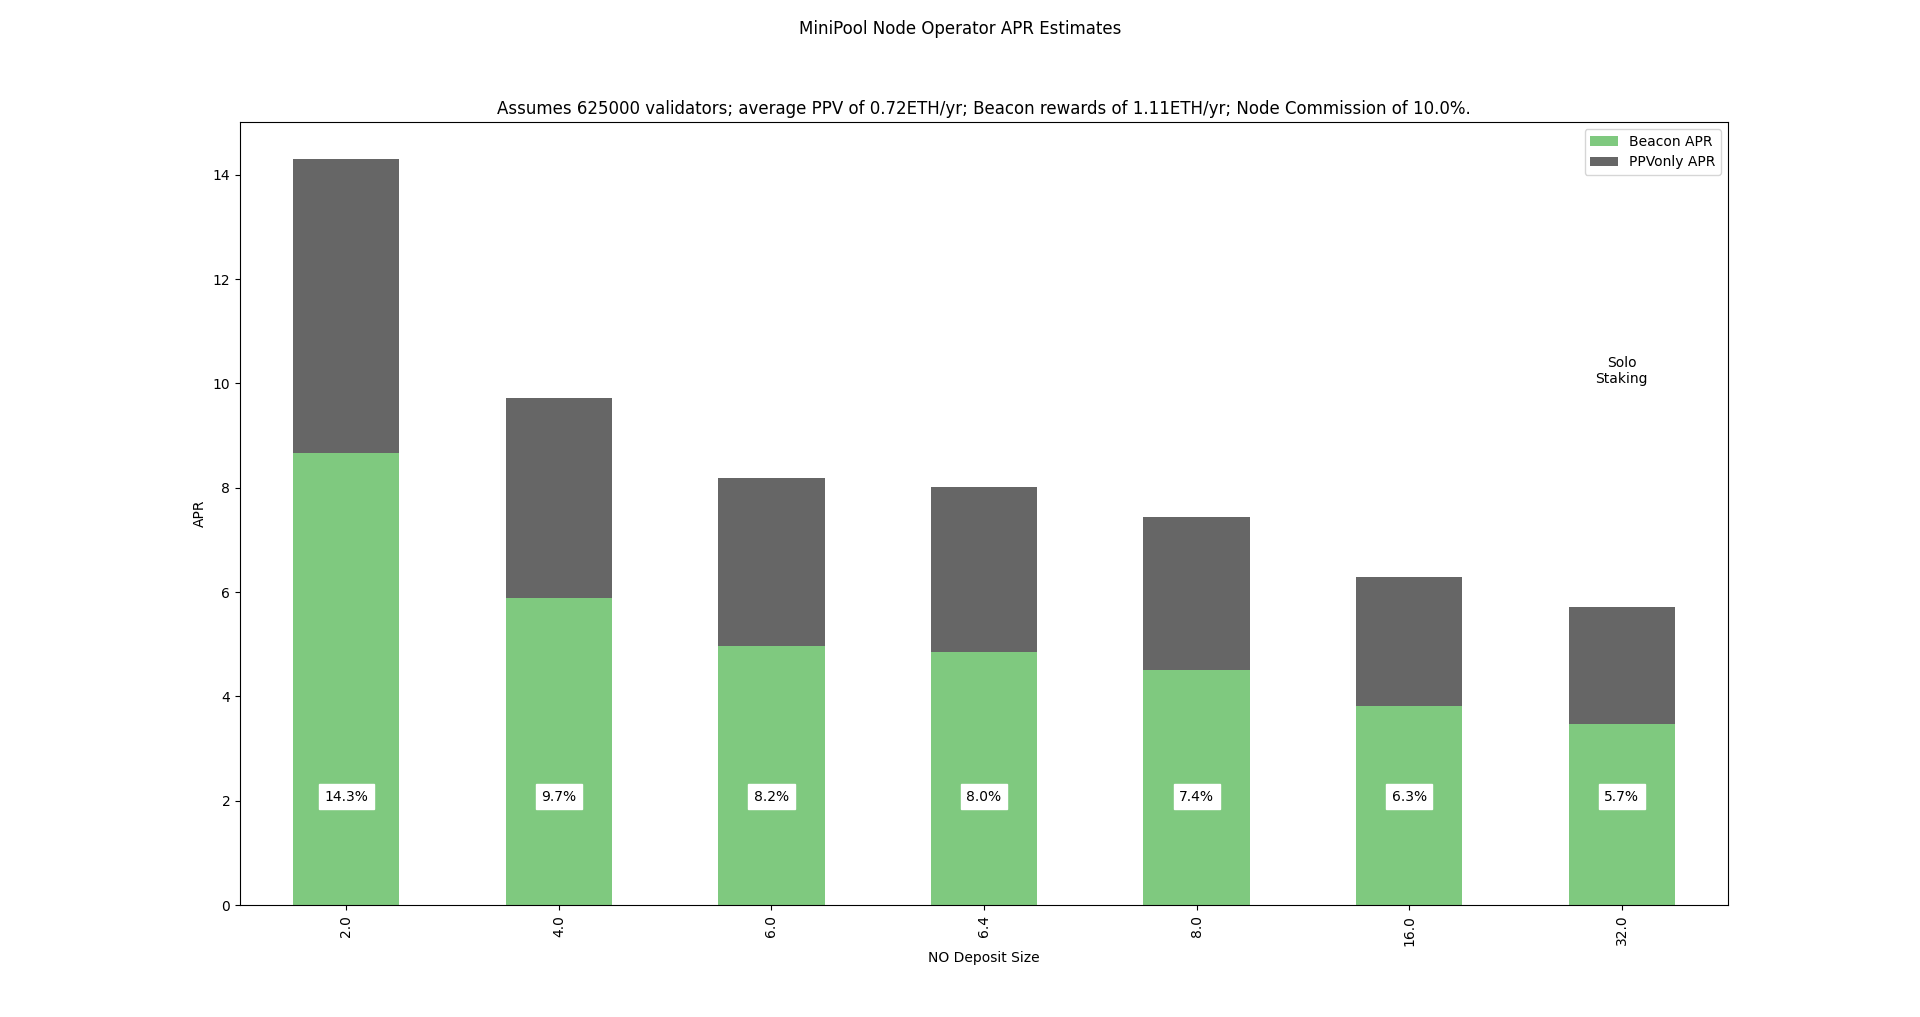 MiniPool Node Operator APR Estimates
Assumes 625000 validators; average PPV of 0.72ETH/yr; Beacon rewards of 1.11ETH/yr; Node Commission of 10.0%.
Beacon APR
PPVonly APR
14
12
10
8
6
4
2
0
APR
Solo
Staking
14.3%
9.7%
8.2%
8.0%
7.4%
6.3%
5.7%
2.0
4.0
6.0
6.4
8.0
16.0
32.0
NO Deposit Size